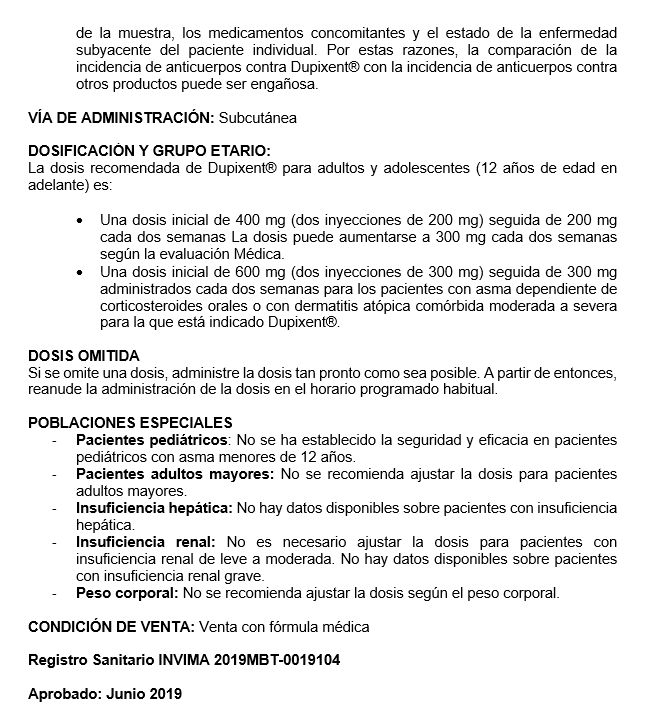 de la muestra, los medicamentos concomitantes y el estado de la enfermedad
subyacente del paciente individual. Por estas razones, la comparación de la
incidencia de anticuerpos contra Dupixent® con la incidencia de anticuerpos contra
otros productos puede ser engañosa.
VÍA DE ADMINISTRACIÓN: Subcutánea
DOSIFICACIÓN Y GRUPO ETARIO:
La dosis recomendada de Dupixent® para adultos y adolescentes (12 años de edad en
adelante) es:
• Una dosis inicial de 400 mg (dos inyecciones de 200 mg) seguida de 200 mg
cada dos semanas La dosis puede aumentarse a 300 mg cada dos semanas
según la evaluación Médica.
• Una dosis inicial de 600 mg (dos inyecciones de 300 mg) seguida de 300 mg
administrados cada dos semanas para los pacientes con asma dependiente de
corticosteroides orales o con dermatitis atópica comórbida moderada a severa
para la que está indicado Dupixent®.
DOSIS OMITIDA
Si se omite una dosis, administre la dosis tan pronto como sea posible. A partir de entonces,
reanude la administración de la dosis en el horario programado habitual.
POBLACIONES ESPECIALES
- Pacientes pediátricos: No se ha establecido la seguridad y eficacia en pacientes
pediátricos con asma menores de 12 años.
- Pacientes adultos mayores: No se recomienda ajustar la dosis para pacientes
adultos mayores.
- Insuficiencia hepática: No hay datos disponibles sobre pacientes con insuficiencia
hepática.
- Insuficiencia renal: No es necesario ajustar la dosis para pacientes con
insuficiencia renal de leve a moderada. No hay datos disponibles sobre pacientes
con insuficiencia renal grave.
- Peso corporal: No se recomienda ajustar la dosis según el peso corporal.
CONDICIÓN DE VENTA: Venta con fórmula médica
Registro Sanitario INVIMA 2019MBT-0019104
Aprobado: Junio 2019